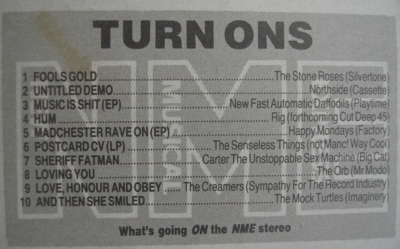 TURN ONS
1 FOOLS GOLD ... The Stone Roses (Silvertone)
2 UNTITLED DEMO ... Northside (Cassette)
3 MUSIC IS SHIT (EP) ... New Fast Automatic Daffodils (Playtime)
4 HUM ... Rig (forthcoming Cut Deep 45)
5 MADCHESTER RAVE ON (EP) ... Happy Mondays (Factory)
6 POSTCARD CV (LP) ... The Senseless Things (not Manc! Way Cool)
7 SHERIFF FATMAN ... Carter The Unstoppable Sex Machine (Big Cat)
8 LOVING YOU ... The Orb (Mr Modo)
9 LOVE, HONOUR AND OBEY ... The Creamers (Sympathy For The Record Industry)
10 AND THEN SHE SMILED ... The Mock Turtles (Imaginery)
NME
MUSICAL
What's going ON the NME stereo